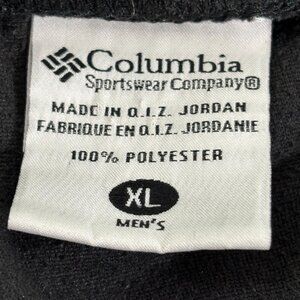 Columbia
Sportswear Company®
MADE IN Q.I.Z. JORDAN
FABRIQUE EN Q.I.Z. JORDANIE
100% POLYESTER
XL
MEN'S